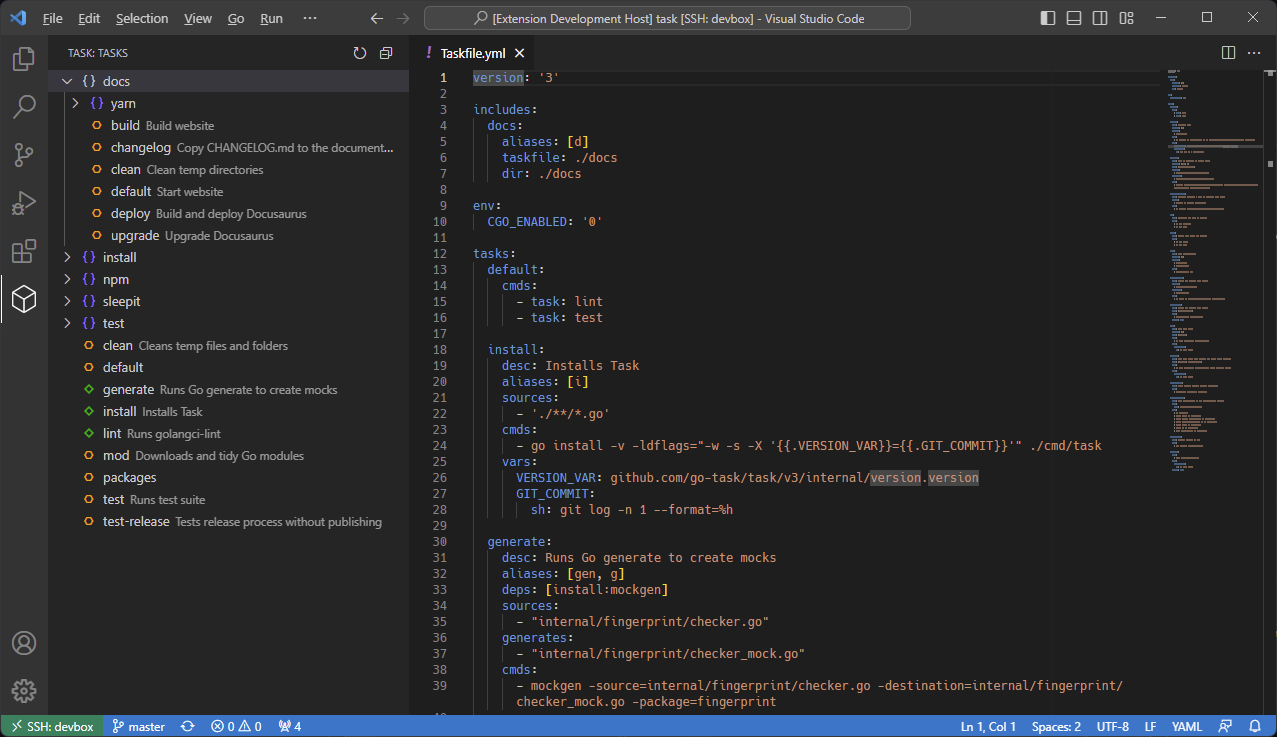 File Edit Selection View Go Run ··· [Extension Development Host] task [SSH: devbox] - Visual Studio Code
TASK: TASKS
{} docs
{} yarn
build Build website
changelog Copy CHANGELOG.md to the document...
clean Clean temp directories
default Start website
deploy Build and deploy Docusaurus
upgrade Upgrade Docusaurus
{} install
{} npm
{} sleepit
{} test
clean Cleans temp files and folders
default
generate Runs Go generate to create mocks
install Installs Task
lint Runs golangci-lint
mod Downloads and tidy Go modules
packages
test Runs test suite
test-release Tests release process without publishing
! Taskfile.yml
1 version: '3'
2
3 includes:
4 docs:
5 aliases: [d]
6 taskfile: ./docs
7 dir: ./docs
8
9 env:
10 CGO_ENABLED: '0'
11
12 tasks:
13 default:
14 cmds:
15 - task: lint
16 - task: test
17
18 install:
19 desc: Installs Task
20 aliases: [i]
21 sources:
22 - './**/*.go'
23 cmds:
24 - go install -v -ldflags="-w -s -X '{{.VERSION_VAR}}={{.GIT_COMMIT}}'" ./cmd/task
25 vars:
26 VERSION_VAR: github.com/go-task/task/v3/internal/version.version
27 GIT_COMMIT:
28 sh: git log -n 1 --format=%h
29
30 generate:
31 desc: Runs Go generate to create mocks
32 aliases: [gen, g]
33 deps: [install:mockgen]
34 sources:
35 - "internal/fingerprint/checker.go"
36 generates:
37 - "internal/fingerprint/checker_mock.go"
38 cmds:
39 - mockgen -source=internal/fingerprint/checker.go -destination=internal/fingerprint/
checker_mock.go -package=fingerprint
SSH: devbox master 0 0 4 Ln 1, Col 1 Spaces: 2 UTF-8 LF YAML